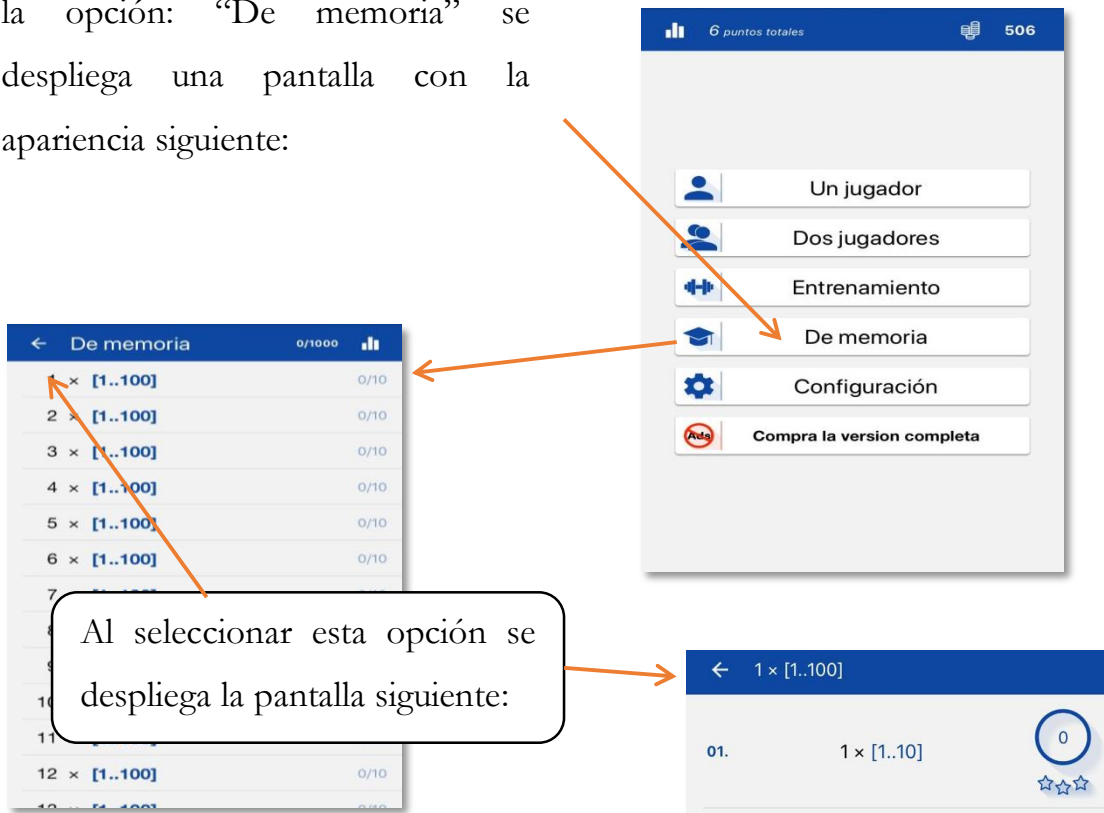 la opción: “De memoria” se
despliega una pantalla con la
apariencia siguiente:
6 puntos totales 506
Un jugador
Dos jugadores
Entrenamiento
De memoria
Configuración
Ads Compra la version completa
← De memoria 0/1000
1 × [1..100] 0/10
2 × [1..100] 0/10
3 × [1..100] 0/10
4 × [1..100] 0/10
5 × [1..100] 0/10
6 × [1..100] 0/10
7
10
11
12 × [1..100] 0/10
Al seleccionar esta opción se
despliega la pantalla siguiente:
← 1 × [1..100]
01. 1 × [1..10] 0